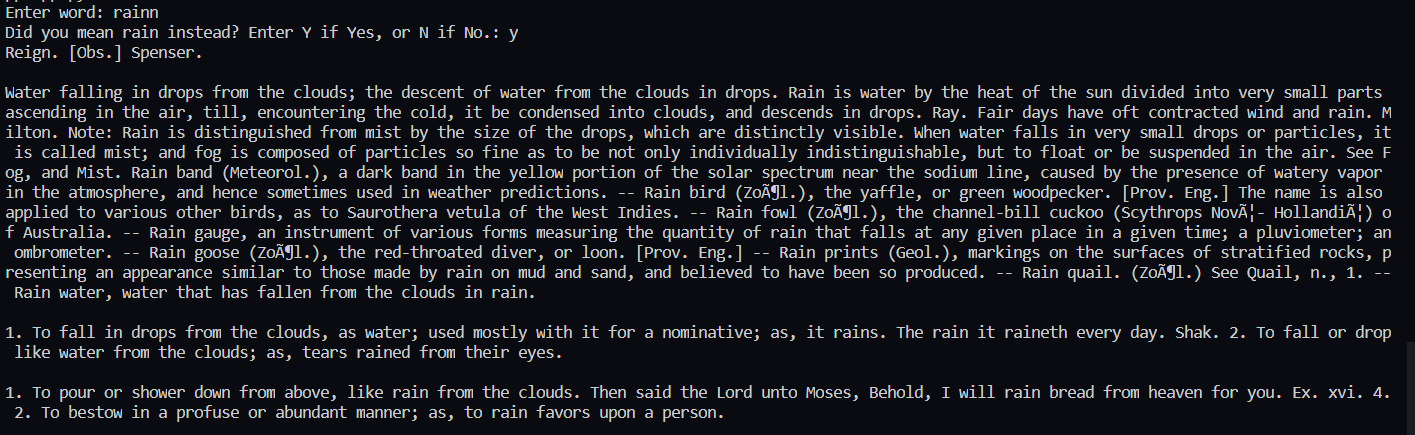 Enter word: rainn
Did you mean rain instead? Enter Y if Yes, or N if No.: y
Reign. [Obs.] Spenser.
Water falling in drops from the clouds; the descent of water from the clouds in drops. Rain is water by the heat of the sun divided into very small parts
ascending in the air, till, encountering the cold, it be condensed into clouds, and descends in drops. Ray. Fair days have oft contracted wind and rain. M
ilton. Note: Rain is distinguished from mist by the size of the drops, which are distinctly visible. When water falls in very small drops or particles, it
is called mist; and fog is composed of particles so fine as to be not only individually indistinguishable, but to float or be suspended in the air. See F
og, and Mist. Rain band (Meteorol.), a dark band in the yellow portion of the solar spectrum near the sodium line, caused by the presence of watery vapor
in the atmosphere, and hence sometimes used in weather predictions. -- Rain bird (Zoöl.), the yaffle, or green woodpecker. [Prov. Eng.] The name is also
applied to various other birds, as to Saurothera vetula of the West Indies. -- Rain fowl (Zoöl.), the channel-bill cuckoo (Scythrops Novæ- Hollandiæ) o
f Australia. -- Rain gauge, an instrument of various forms measuring the quantity of rain that falls at any given place in a given time; a pluviometer; an
ombrometer. -- Rain goose (Zoöl.), the red-throated diver, or loon. [Prov. Eng.] -- Rain prints (Geol.), markings on the surfaces of stratified rocks, p
resenting an appearance similar to those made by rain on mud and sand, and believed to have been so produced. -- Rain quail. (Zoöl.) See Quail, n., 1. --
Rain water, water that has fallen from the clouds in rain.
1. To fall in drops from the clouds, as water; used mostly with it for a nominative; as, it rains. The rain it raineth every day. Shak. 2. To fall or drop
like water from the clouds; as, tears rained from their eyes.
1. To pour or shower down from above, like rain from the clouds. Then said the Lord unto Moses, Behold, I will rain bread from heaven for you. Ex. xvi. 4.
2. To bestow in a profuse or abundant manner; as, to rain favors upon a person.